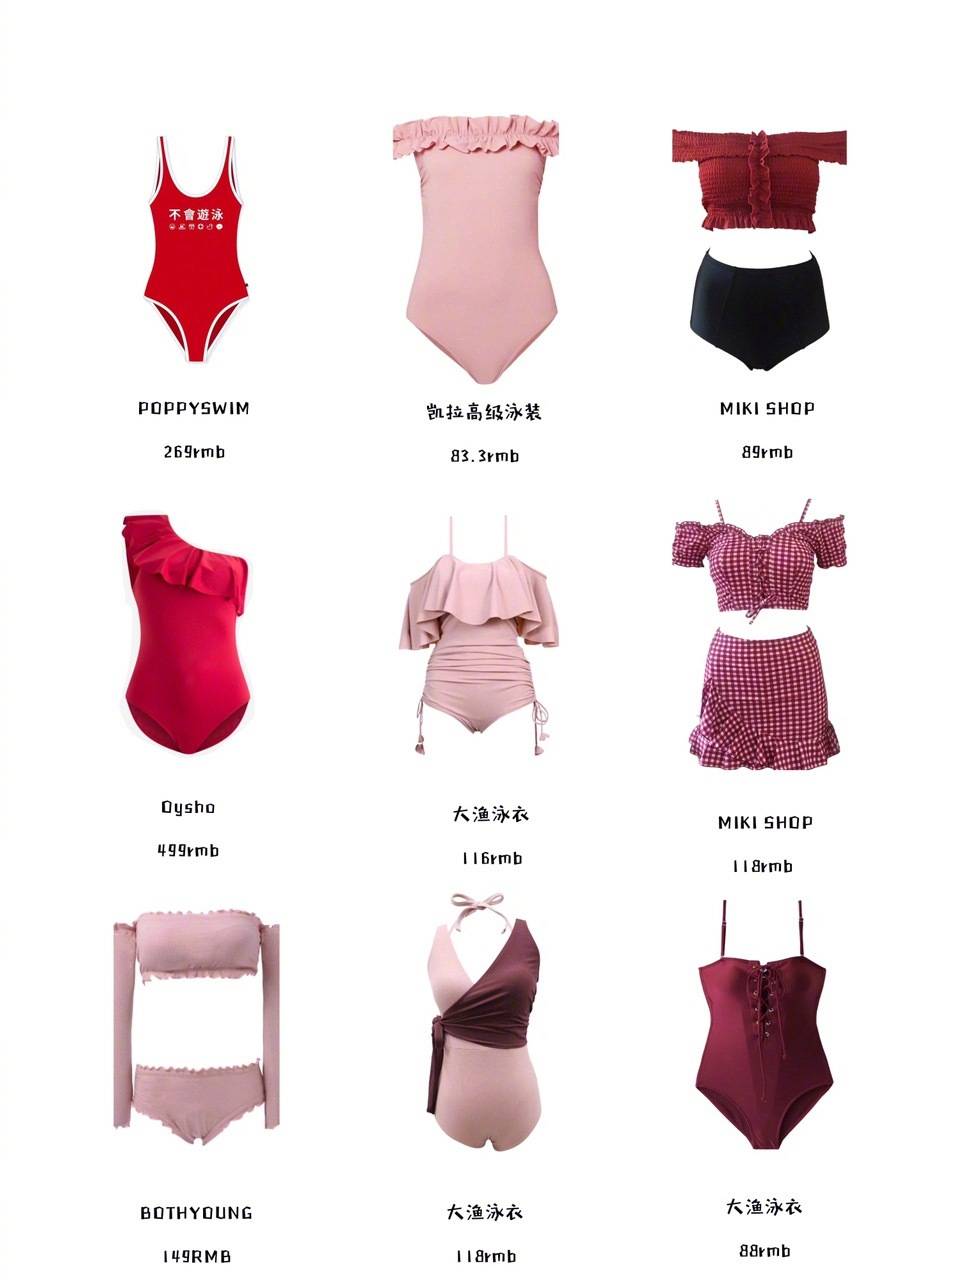 不會遊泳
POPPYSWIM
269rmb
凯拉高级泳装
83.3rmb
MIKI SHOP
89rmb
Oysho
499rmb
大渔泳衣
116rmb
MIKI SHOP
118rmb
BOTHYOUNG
149RMB
大渔泳衣
118rmb
大渔泳衣
88rmb